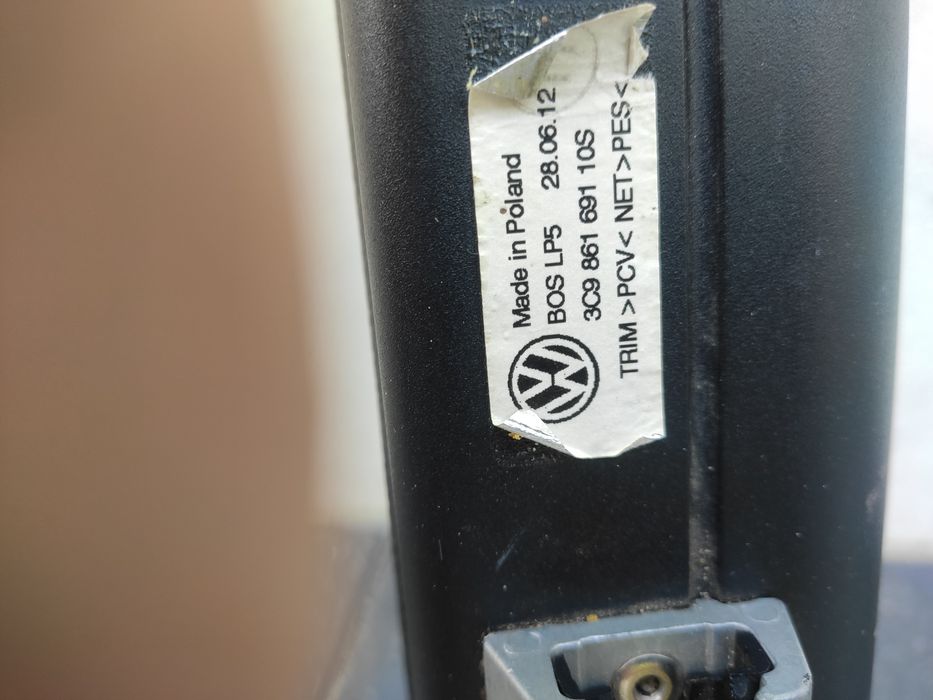 Made in Poland
BOS LP5 28.06.12
3C9 861 691 10S
TRIM >PCV< NET>PES<